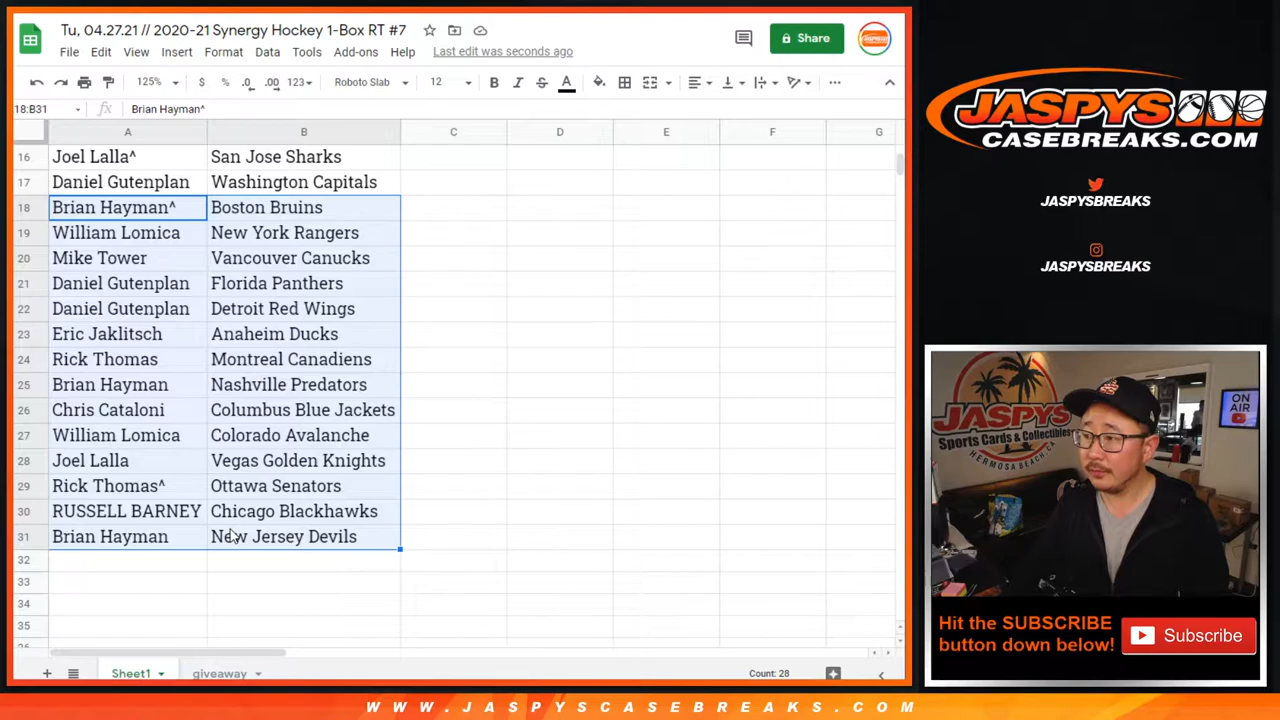 Tu, 04.27.21 // 2020-21 Synergy Hockey 1-Box RT #7
File Edit View Insert Format Data Tools Add-ons Help Last edit was seconds ago
Share
125% $ % .0 .00 123 Roboto Slab 12 B I S A
18:B31 fx Brian Hayman^
A B C D E F G
16 Joel Lalla^ San Jose Sharks
17 Daniel Gutenplan Washington Capitals
18 Brian Hayman^ Boston Bruins
19 William Lomica New York Rangers
20 Mike Tower Vancouver Canucks
21 Daniel Gutenplan Florida Panthers
22 Daniel Gutenplan Detroit Red Wings
23 Eric Jaklitsch Anaheim Ducks
24 Rick Thomas Montreal Canadiens
25 Brian Hayman Nashville Predators
26 Chris Cataloni Columbus Blue Jackets
27 William Lomica Colorado Avalanche
28 Joel Lalla Vegas Golden Knights
29 Rick Thomas^ Ottawa Senators
30 RUSSELL BARNEY Chicago Blackhawks
31 Brian Hayman New Jersey Devils
32
33
34
35
Sheet1 giveaway Count: 28
JASPYS
CASEBREAKS.COM
JASPYSBREAKS
JASPYSBREAKS
JASPYS
Sports Cards & Collectibles
HERMOSA BEACH, CA
ON AIR
Hit the SUBSCRIBE
button down below!
Subscribe
WWW.JASPYSCASEBREAKS.COM